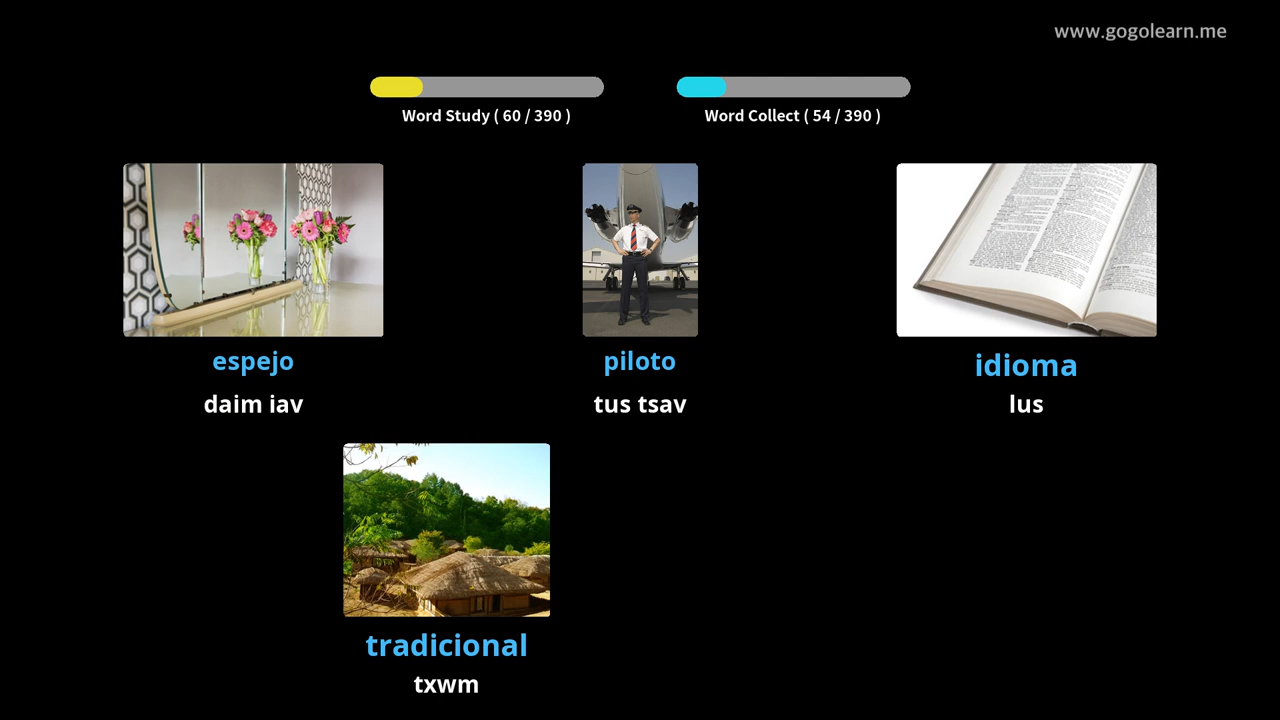 www.gogolearn.me
Word Study ( 60 / 390 )
Word Collect ( 54 / 390 )
espejo
daim iav
piloto
tus tsav
idioma
lus
tradicional
txwm